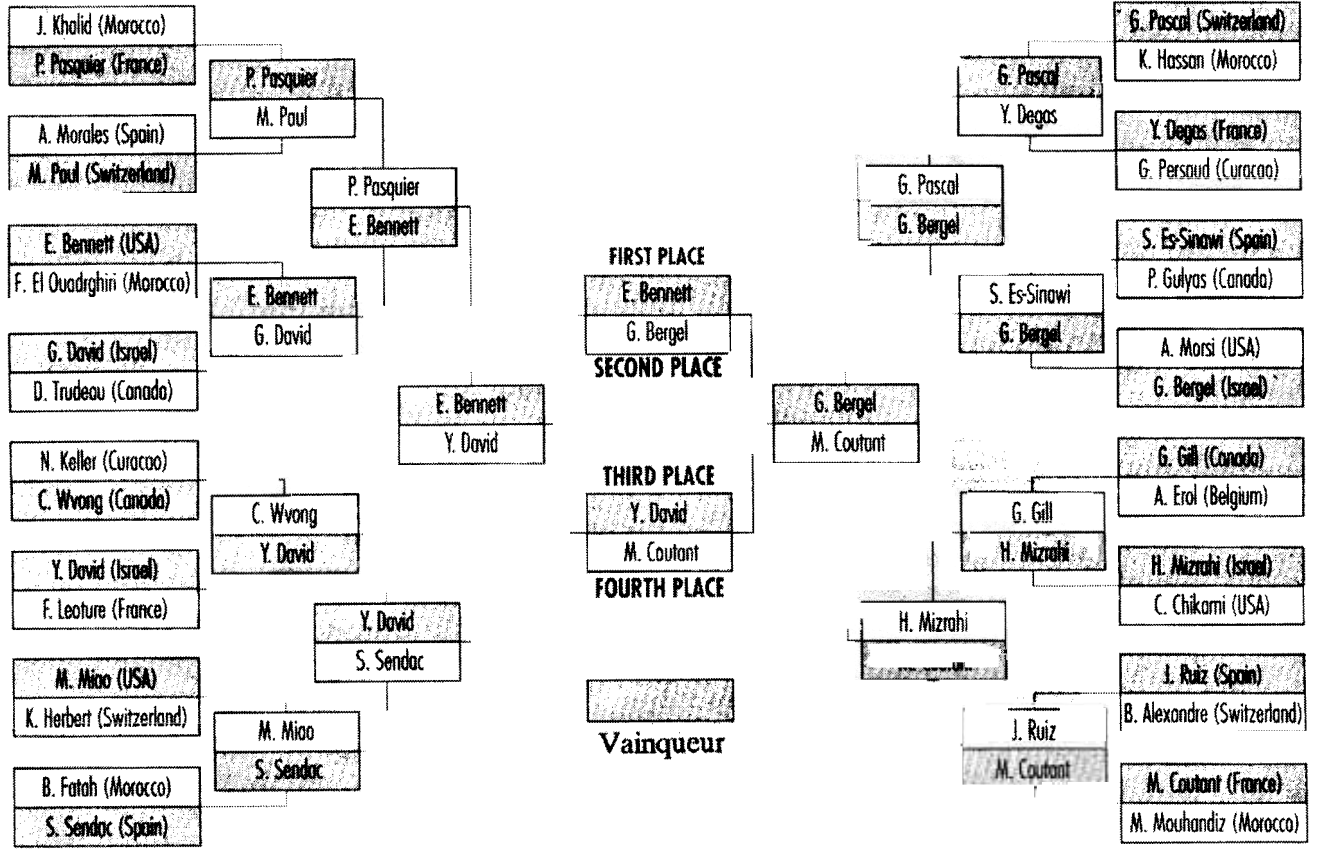 J. Khalid (Morocco)
P. Pasquier (France)
A. Morales (Spain)
M. Paul (Switzerland)
E. Bennett (USA)
F. El Ouadrghiri (Morocco)
G. David (Israel)
D. Trudeau (Canada)
N. Keller (Curacao)
C. Wvong (Canada)
Y. David (Israel)
F. Leoture (France)
M. Miao (USA)
K. Herbert (Switzerland)
B. Fatah (Morocco)
S. Sendac (Spain)
P. Pasquier
M. Paul
E. Bennett
G. David
C. Wvong
Y. David
M. Miao
S. Sendac
P. Pasquier
E. Bennett
Y. David
S. Sendac
E. Bennett
Y. David
FIRST PLACE
E. Bennett
G. Bergel
SECOND PLACE
THIRD PLACE
Y. David
M. Coutant
FOURTH PLACE
Vainqueur
G. Bergel
M. Coutant
G. Pascal
G. Bergel
H. Mizrahi
G. Pascal
Y. Degas
S. Es-Sinawi
G. Bergel
G. Gill
H. Mizrahi
J. Ruiz
M. Coutant
G. Pascal (Switzerland)
K. Hassan (Morocco)
Y. Degas (France)
G. Persaud (Curacao)
S. Es-Sinawi (Spain)
P. Gulyas (Canada)
A. Morsi (USA)
G. Bergel (Israel)
G. Gill (Canada)
A. Erol (Belgium)
H. Mizrahi (Israel)
C. Chikami (USA)
J. Ruiz (Spain)
B. Alexandre (Switzerland)
M. Coutant (France)
M. Mouhandiz (Morocco)